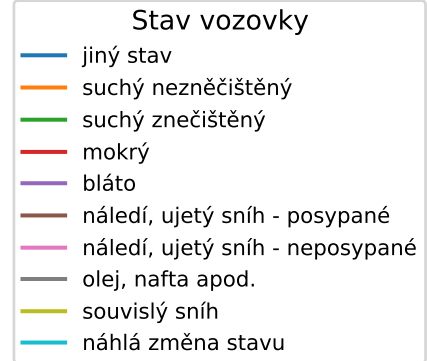 Stav vozovky
jiný stav
suchý nezněčištěný
suchý znečištěný
mokrý
bláto
náledí, ujetý sníh - posypané
náledí, ujetý sníh - neposypané
olej, nafta apod.
souvislý sníh
náhlá změna stavu